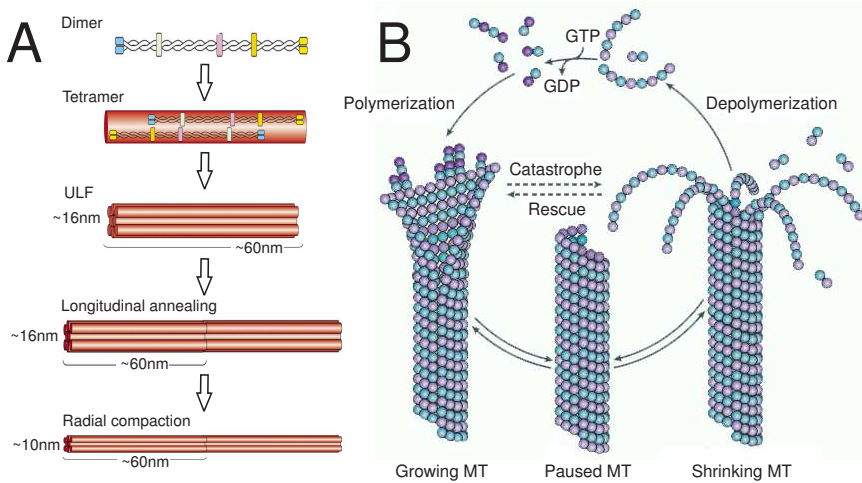 A
Dimer
Tetramer
ULF
~16nm
~60nm
Longitudinal annealing
~16nm
~60nm
Radial compaction
~10nm
~60nm
B
GTP
GDP
Polymerization
Depolymerization
Catastrophe
Rescue
Growing MT
Paused MT
Shrinking MT